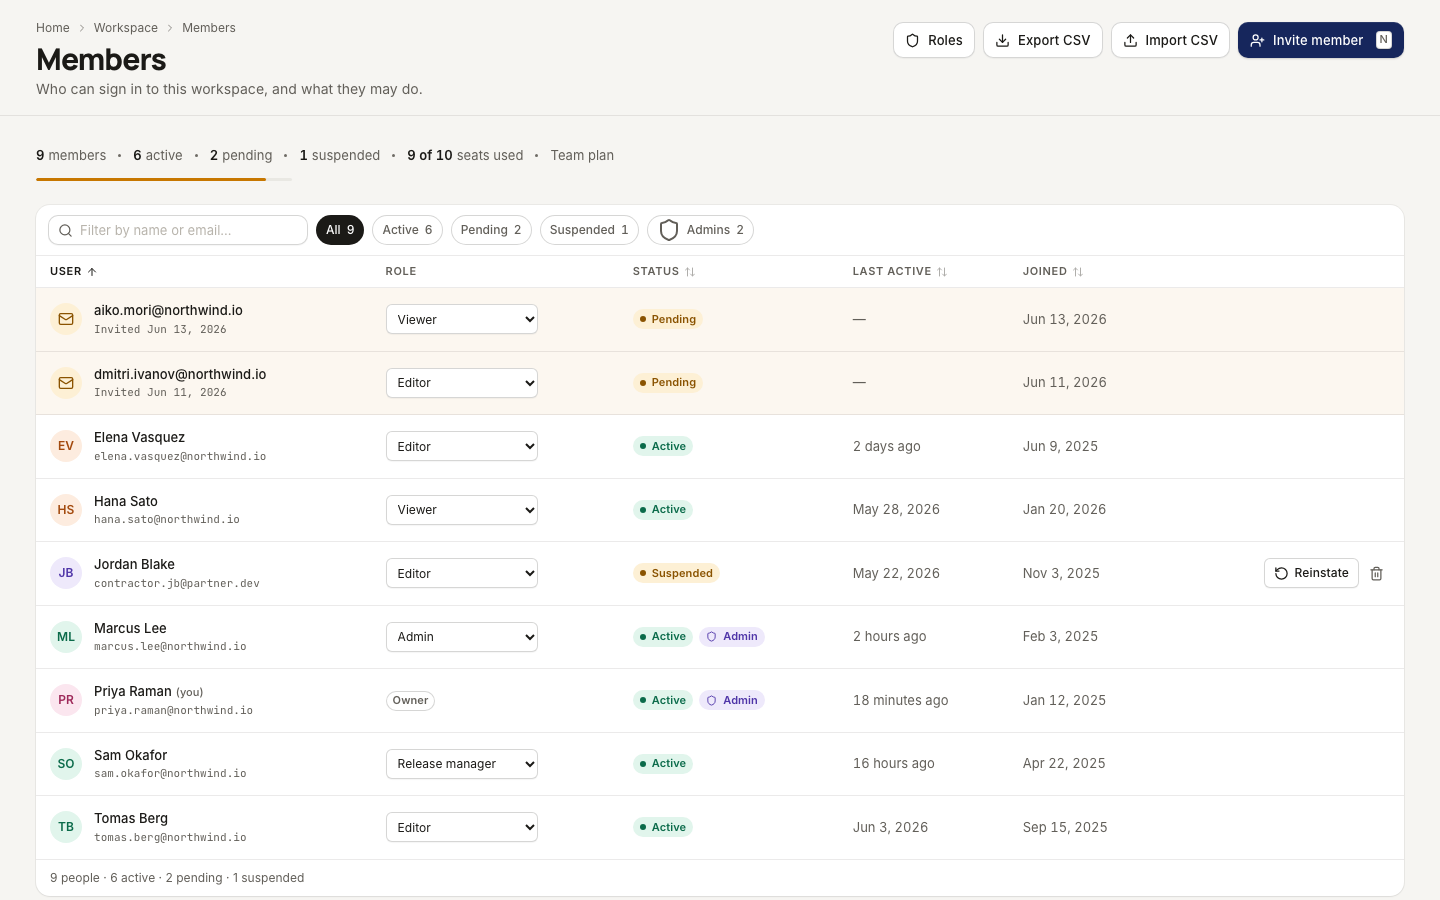 Home > Workspace > Members
Roles
Export CSV
Import CSV
Invite member N
Members
Who can sign in to this workspace, and what they may do.
9 members • 6 active • 2 pending • 1 suspended • 9 of 10 seats used • Team plan
Filter by name or email...
All 9
Active 6
Pending 2
Suspended 1
Admins 2
USER ROLE STATUS LAST ACTIVE JOINED
aiko.mori@northwind.io
Invited Jun 13, 2026
Viewer
Pending
—
Jun 13, 2026
dmitri.ivanov@northwind.io
Invited Jun 11, 2026
Editor
Pending
—
Jun 11, 2026
EV
Elena Vasquez
elena.vasquez@northwind.io
Editor
Active
2 days ago
Jun 9, 2025
HS
Hana Sato
hana.sato@northwind.io
Viewer
Active
May 28, 2026
Jan 20, 2026
JB
Jordan Blake
contractor.jb@partner.dev
Editor
Suspended
May 22, 2026
Nov 3, 2025
Reinstate
ML
Marcus Lee
marcus.lee@northwind.io
Admin
Active
Admin
2 hours ago
Feb 3, 2025
PR
Priya Raman (you)
priya.raman@northwind.io
Owner
Active
Admin
18 minutes ago
Jan 12, 2025
SO
Sam Okafor
sam.okafor@northwind.io
Release manager
Active
16 hours ago
Apr 22, 2025
TB
Tomas Berg
tomas.berg@northwind.io
Editor
Active
Jun 3, 2026
Sep 15, 2025
9 people · 6 active · 2 pending · 1 suspended